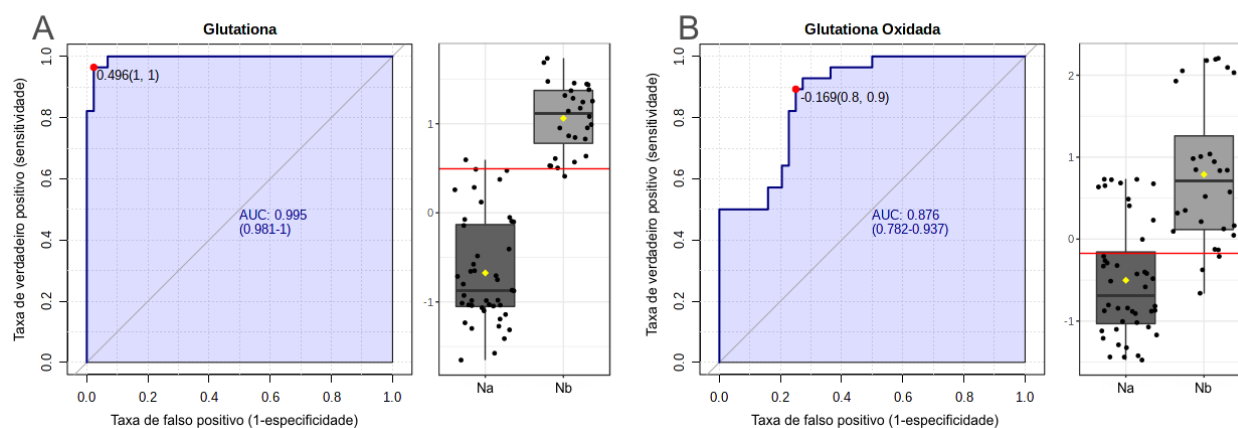 A
Glutationa
Taxa de verdadeiro positivo (sensitividade)
1.0
0.8
0.6
0.4
0.2
0.0
0.496(1, 1)
AUC: 0.995
(0.981-1)
0.0 0.2 0.4 0.6 0.8 1.0
Taxa de falso positivo (1-especificidade)
1
0
-1
Na Nb
B
Glutationa Oxidada
Taxa de verdadeiro positivo (sensitividade)
1.0
0.8
0.6
0.4
0.2
0.0
-0.169(0.8, 0.9)
AUC: 0.876
(0.782-0.937)
0.0 0.2 0.4 0.6 0.8 1.0
Taxa de falso positivo (1-especificidade)
2
1
0
-1
Na Nb